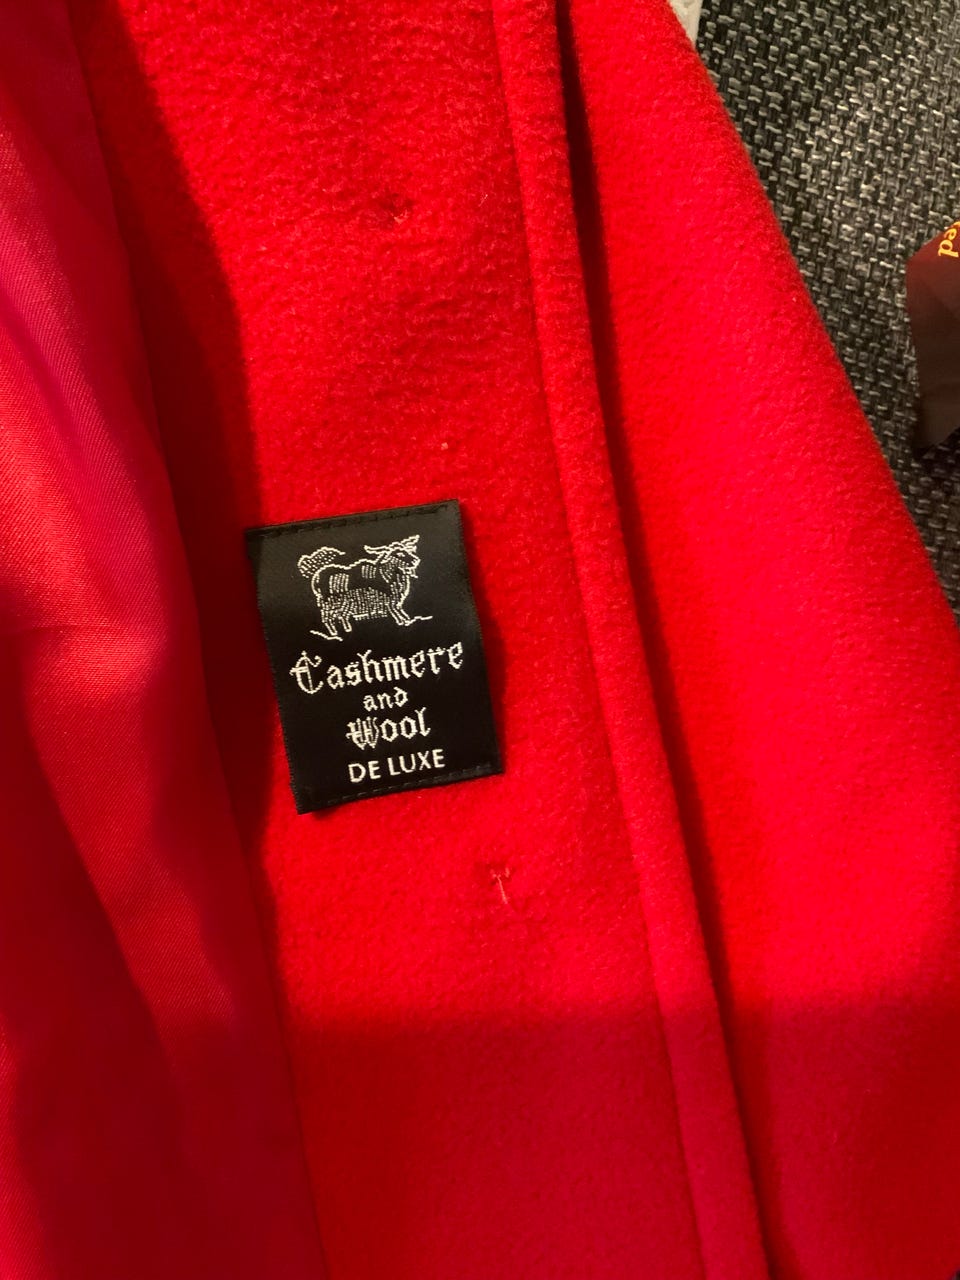 Cashmere
and
Wool
DE LUXE